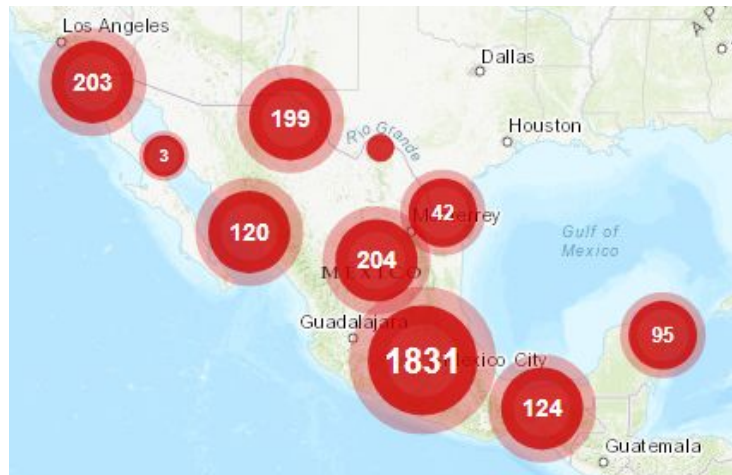 Los Angeles
A P
203
Dallas
199
Rio Grande
Houston
3
42
Monterrey
120
Gulf of
Mexico
204
MEXICO
Guadalajara
95
1831
Mexico City
124
Guatemala